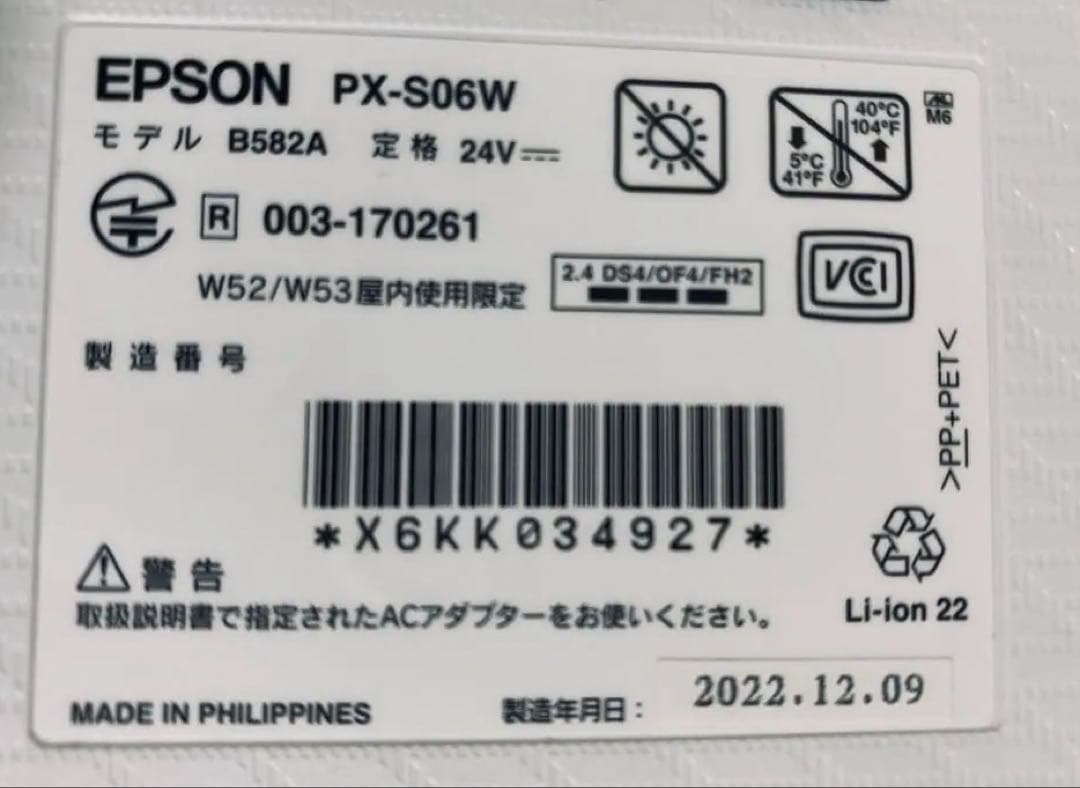 EPSON PX-S06W
モデル B582A 定格 24V
40°C
104°F
5°C
41°F
M6
R 003-170261
W52/W53屋内使用限定
2.4 DS4/OF4/FH2
VCCI
製造番号
>PP+PET<
*X6KK034927*
警告
取扱説明書で指定されたACアダプターをお使いください。
Li-ion 22
MADE IN PHILIPPINES
製造年月日：
2022.12.09